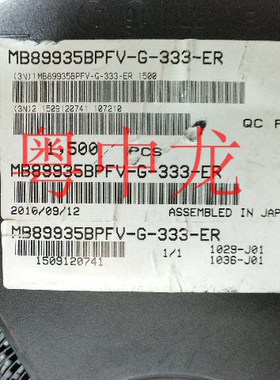 MB89935BPFV-G-333-ER
(3N)1MB89935BPFV-G-333-ER 1500
(3N)2 1509120741 107210
QC P
1,500 PCS
粤中龙
MB89935BPFV-G-333-ER
2016/09/12
ASSEMBLED IN JAP
MB89935BPFV-G-333-ER
1/1
1029-J01
1036-J01
1509120741